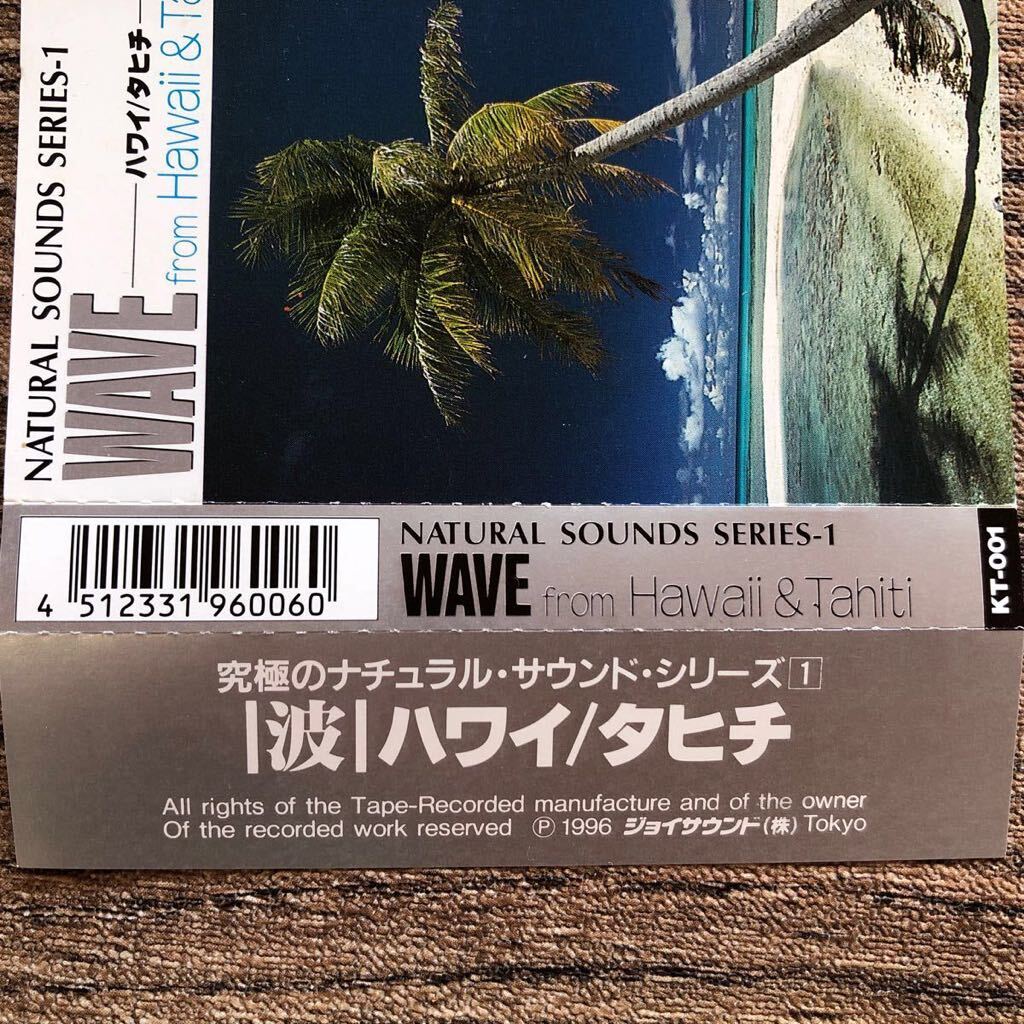 NATURAL SOUNDS SERIES-1
WAVE
ハワイ/タヒチ
from Hawaii & Ta
4 512331 960060
NATURAL SOUNDS SERIES-1
WAVE from Hawaii & Tahiti
KT-001
究極のナチュラル・サウンド・シリーズ1
|波|ハワイ/タヒチ
All rights of the Tape-Recorded manufacture and of the owner
Of the recorded work reserved Ⓟ 1996 ジョイサウンド(株) Tokyo